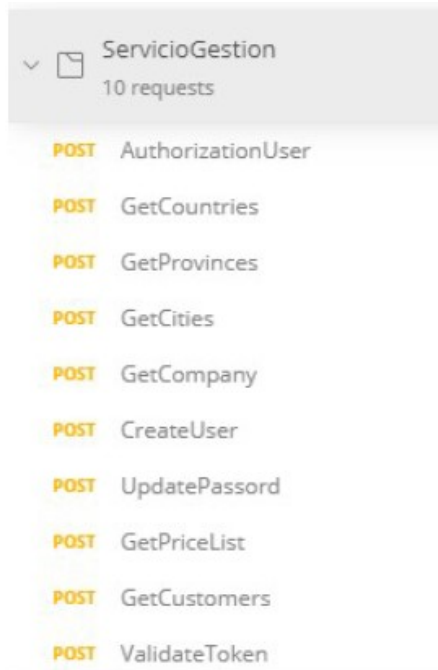 ServicioGestion
10 requests
POST AuthorizationUser
POST GetCountries
POST GetProvinces
POST GetCities
POST GetCompany
POST CreateUser
POST UpdatePassord
POST GetPriceList
POST GetCustomers
POST ValidateToken